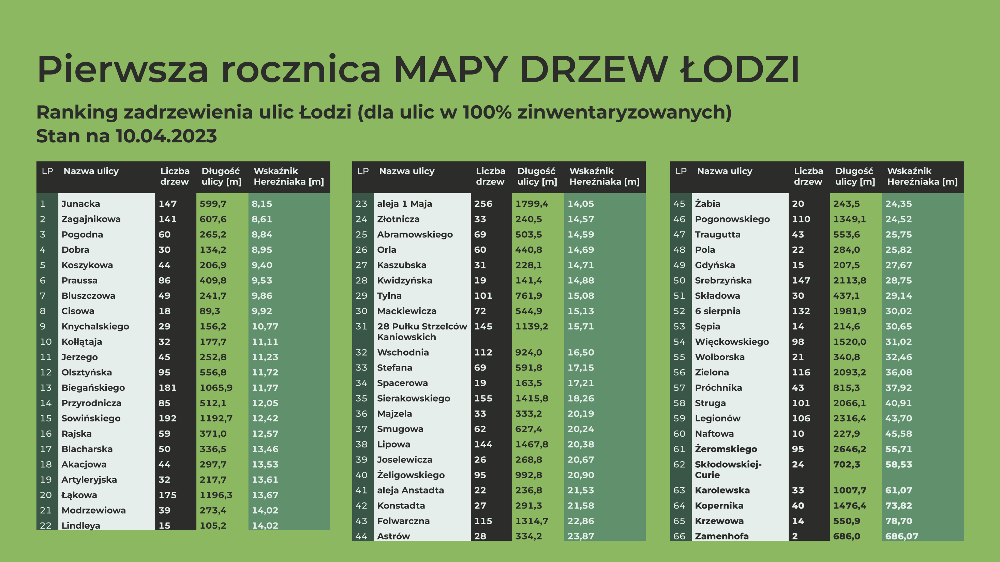 Pierwsza rocznica MAPY DRZEW ŁODZI
Ranking zadrzewienia ulic Łodzi (dla ulic w 100% zinwentaryzowanych)
Stan na 10.04.2023
LP Nazwa ulicy Liczba drzew Długość ulicy [m] Wskaźnik Hereźniaka [m]
1 Junacka 147 599,7 8,15
2 Zagajnikowa 141 607,6 8,61
3 Pogodna 60 265,2 8,84
4 Dobra 30 134,2 8,95
5 Koszykowa 44 206,9 9,40
6 Praussa 86 409,8 9,53
7 Bluszczowa 49 241,7 9,86
8 Cisowa 18 89,3 9,92
9 Knychalskiego 29 156,2 10,77
10 Kołłątaja 32 177,7 11,11
11 Jerzego 45 252,8 11,23
12 Olsztyńska 95 556,8 11,72
13 Biegańskiego 181 1065,9 11,77
14 Przyrodnicza 85 512,1 12,05
15 Sowińskiego 192 1192,7 12,42
16 Rajska 59 371,0 12,57
17 Blacharska 50 336,5 13,46
18 Akacjowa 44 297,7 13,53
19 Artyleryjska 32 217,7 13,61
20 Łąkowa 175 1196,3 13,67
21 Modrzewiowa 39 273,4 14,02
22 Lindleya 15 105,2 14,02
LP Nazwa ulicy Liczba drzew Długość ulicy [m] Wskaźnik Hereźniaka [m]
23 aleja 1 Maja 256 1799,4 14,05
24 Złotnicza 33 240,5 14,57
25 Abramowskiego 69 503,5 14,59
26 Orla 60 440,8 14,69
27 Kaszubska 31 228,1 14,71
28 Kwidzyńska 19 141,4 14,88
29 Tylna 101 761,9 15,08
30 Mackiewicza 72 544,9 15,13
31 28 Pułku Strzelców Kaniowskich 145 1139,2 15,71
32 Wschodnia 112 924,0 16,50
33 Stefana 69 591,8 17,15
34 Spacerowa 19 163,5 17,21
35 Sierakowskiego 155 1415,8 18,26
36 Majzela 33 333,2 20,19
37 Smugowa 62 627,4 20,24
38 Lipowa 144 1467,8 20,38
39 Joselewicza 26 268,8 20,67
40 Żeligowskiego 95 992,8 20,90
41 aleja Anstadta 22 236,8 21,53
42 Konstadta 27 291,3 21,58
43 Folwarczna 115 1314,7 22,86
44 Astrów 28 334,2 23,87
LP Nazwa ulicy Liczba drzew Długość ulicy [m] Wskaźnik Hereźniaka [m]
45 Żabia 20 243,5 24,35
46 Pogonowskiego 110 1349,1 24,52
47 Traugutta 43 553,6 25,75
48 Pola 22 284,0 25,82
49 Gdyńska 15 207,5 27,67
50 Srebrzyńska 147 2113,8 28,75
51 Składowa 30 437,1 29,14
52 6 sierpnia 132 1981,9 30,02
53 Sępia 14 214,6 30,65
54 Więckowskiego 98 1520,0 31,02
55 Wolborska 21 340,8 32,46
56 Zielona 116 2093,2 36,08
57 Próchnika 43 815,3 37,92
58 Struga 101 2066,1 40,91
59 Legionów 106 2316,4 43,70
60 Naftowa 10 227,9 45,58
61 Żeromskiego 95 2646,2 55,71
62 Skłodowskiej-Curie 24 702,3 58,53
63 Karolewska 33 1007,7 61,07
64 Kopernika 40 1476,4 73,82
65 Krzewowa 14 550,9 78,70
66 Zamenhofa 2 686,0 686,07